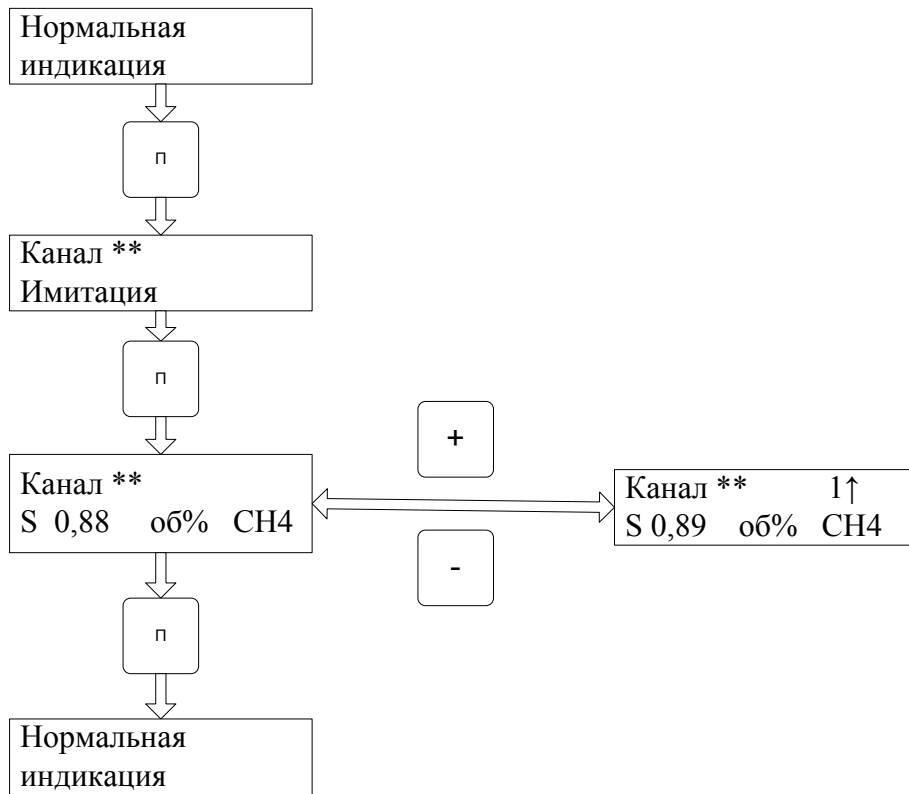 Нормальная
индикация
П
Канал **
Имитация
П
Канал **
S 0,88 об% CH4
+
-
Канал ** 1↑
S 0,89 об% CH4
П
Нормальная
индикация